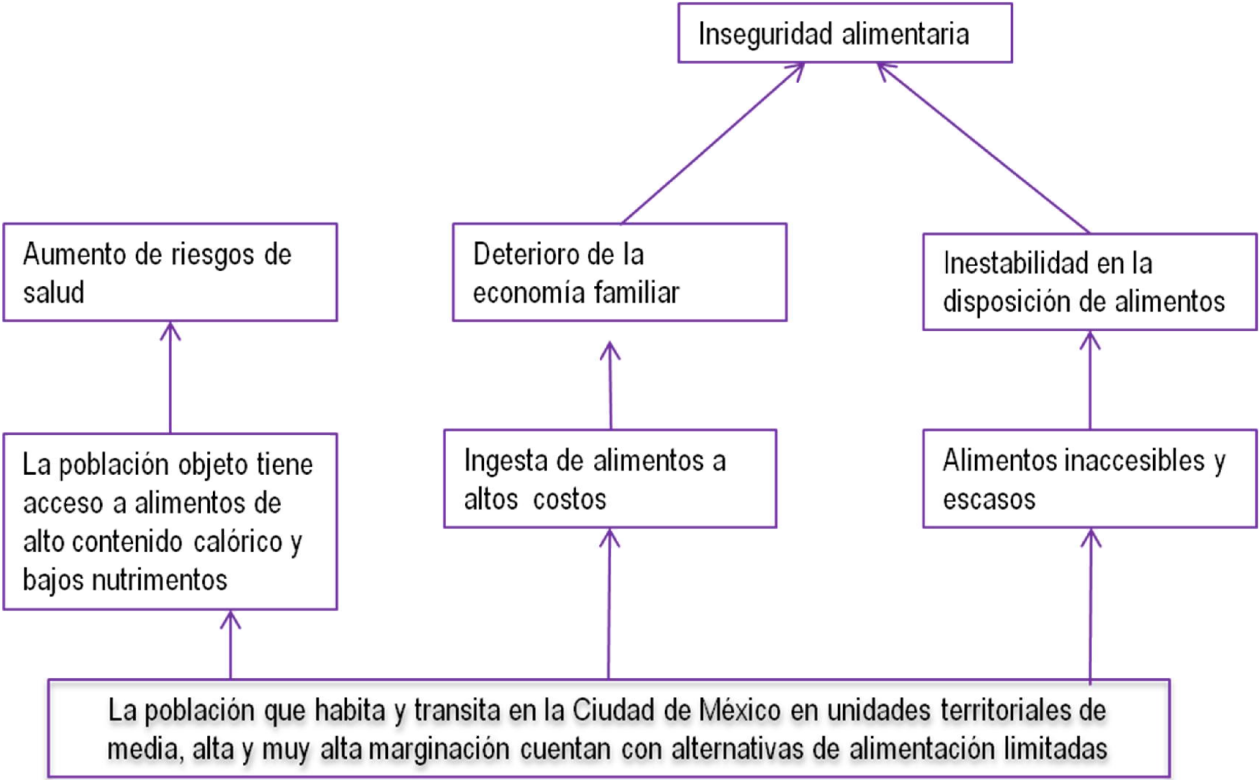 Inseguridad alimentaria
Aumento de riesgos de
salud
Deterioro de la
economía familiar
Inestabilidad en la
disposición de alimentos
La población objeto tiene
acceso a alimentos de
alto contenido calórico y
bajos nutrimentos
Ingesta de alimentos a
altos costos
Alimentos inaccesibles y
escasos
La población que habita y transita en la Ciudad de México en unidades territoriales de
media, alta y muy alta marginación cuentan con alternativas de alimentación limitadas